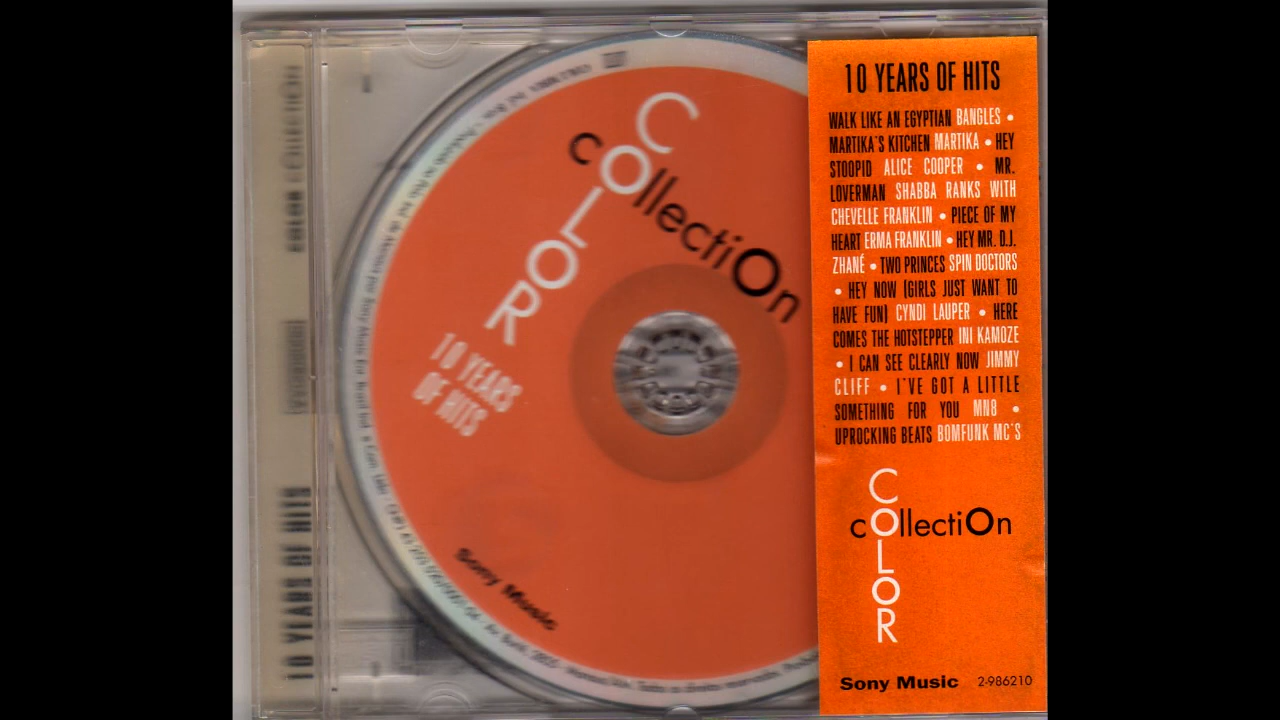 COLOR
collectiOn
10 YEARS
OF HITS
Sony Music
10 YEARS OF HITS
10 YEARS OF HITS
WALK LIKE AN EGYPTIAN BANGLES •
MARTIKA'S KITCHEN MARTIKA • HEY
STOOPID ALICE COOPER • MR.
LOVERMAN SHABBA RANKS WITH
CHEVELLE FRANKLIN • PIECE OF MY
HEART ERMA FRANKLIN • HEY MR. D.J.
ZHANÉ • TWO PRINCES SPIN DOCTORS
• HEY NOW (GIRLS JUST WANT TO
HAVE FUN) CYNDI LAUPER • HERE
COMES THE HOTSTEPPER INI KAMOZE
• I CAN SEE CLEARLY NOW JIMMY
CLIFF • I'VE GOT A LITTLE
SOMETHING FOR YOU MN8 •
UPROCKING BEATS BOMFUNK MC'S
COLOR
collectiOn
Sony Music 2-986210